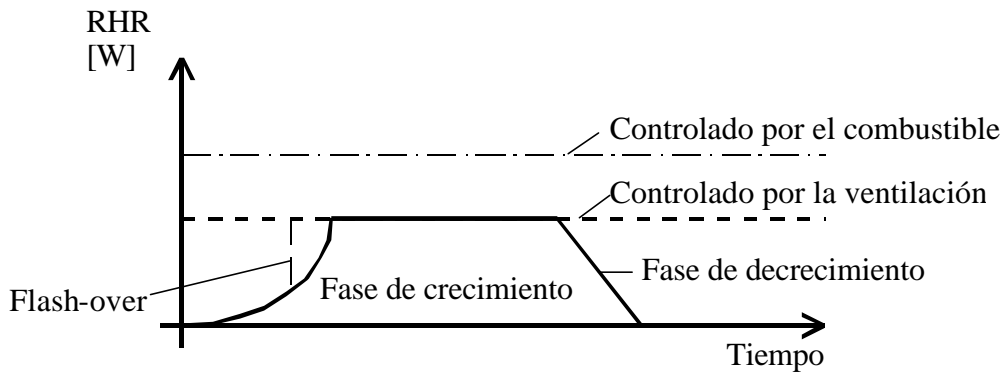 RHR
[W]
Controlado por el combustible
Controlado por la ventilación
Fase de decrecimiento
Fase de crecimiento
Flash-over
Tiempo